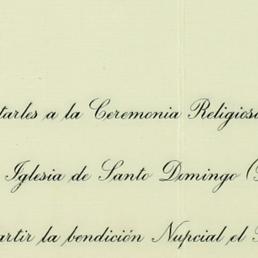 tarles a la Ceremonia Religiosa
Iglesia de Santo Domingo (
artir la bendición Nupcial el